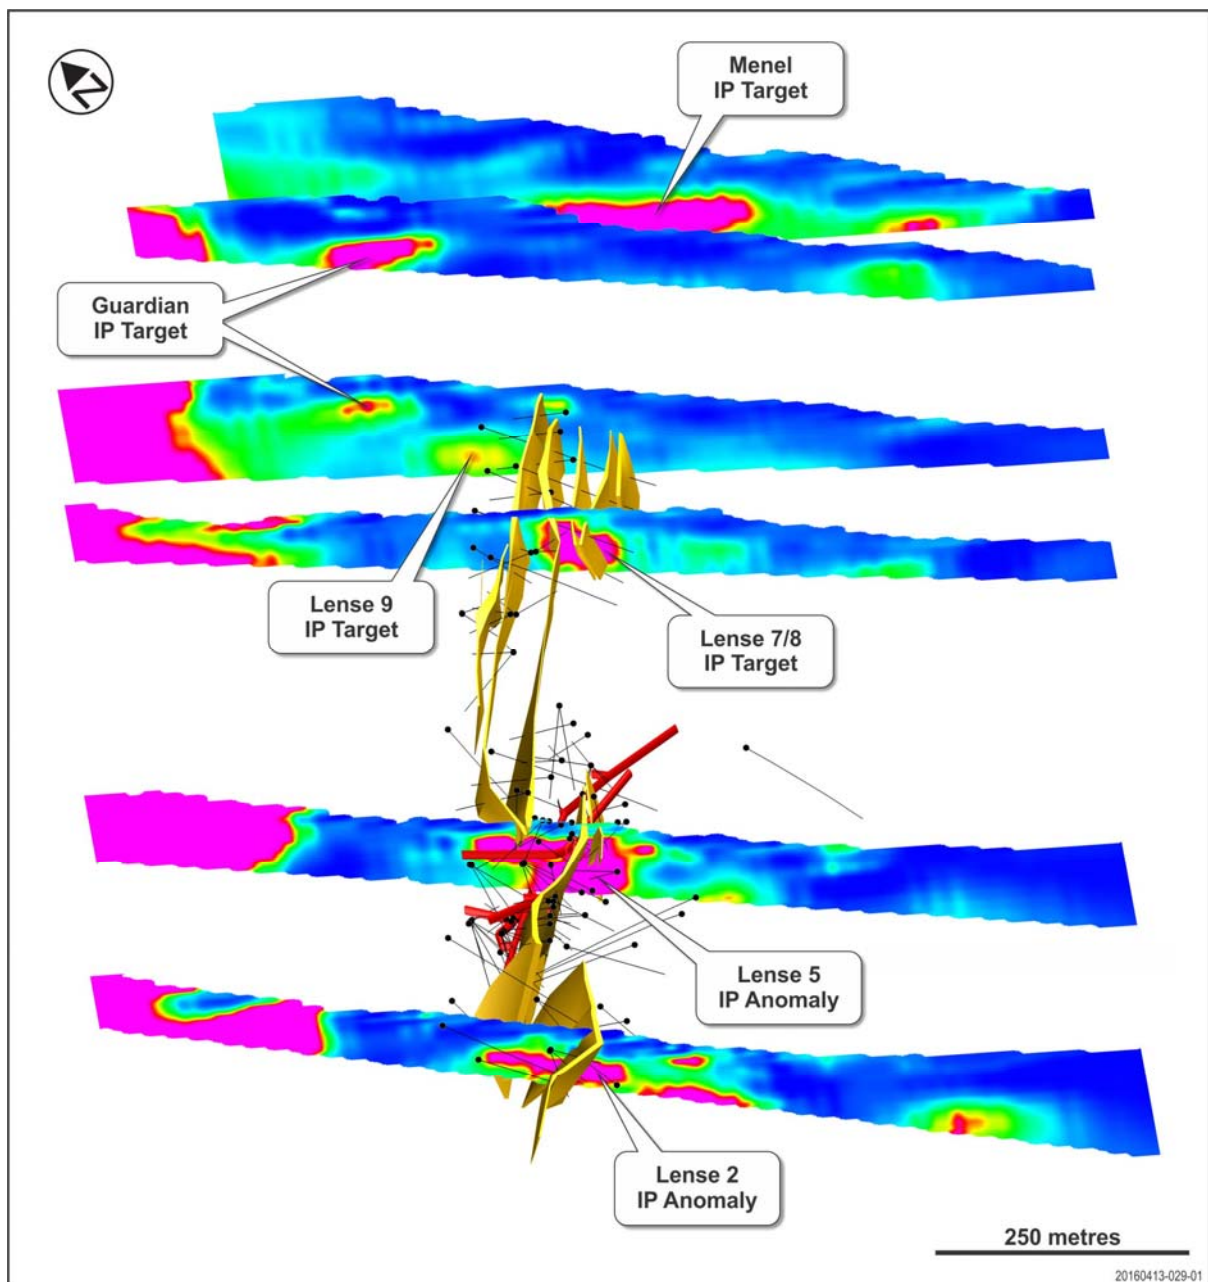 N
Menel
IP Target
Guardian
IP Target
Lense 9
IP Target
Lense 7/8
IP Target
Lense 5
IP Anomaly
Lense 2
IP Anomaly
250 metres
20160413-029-01